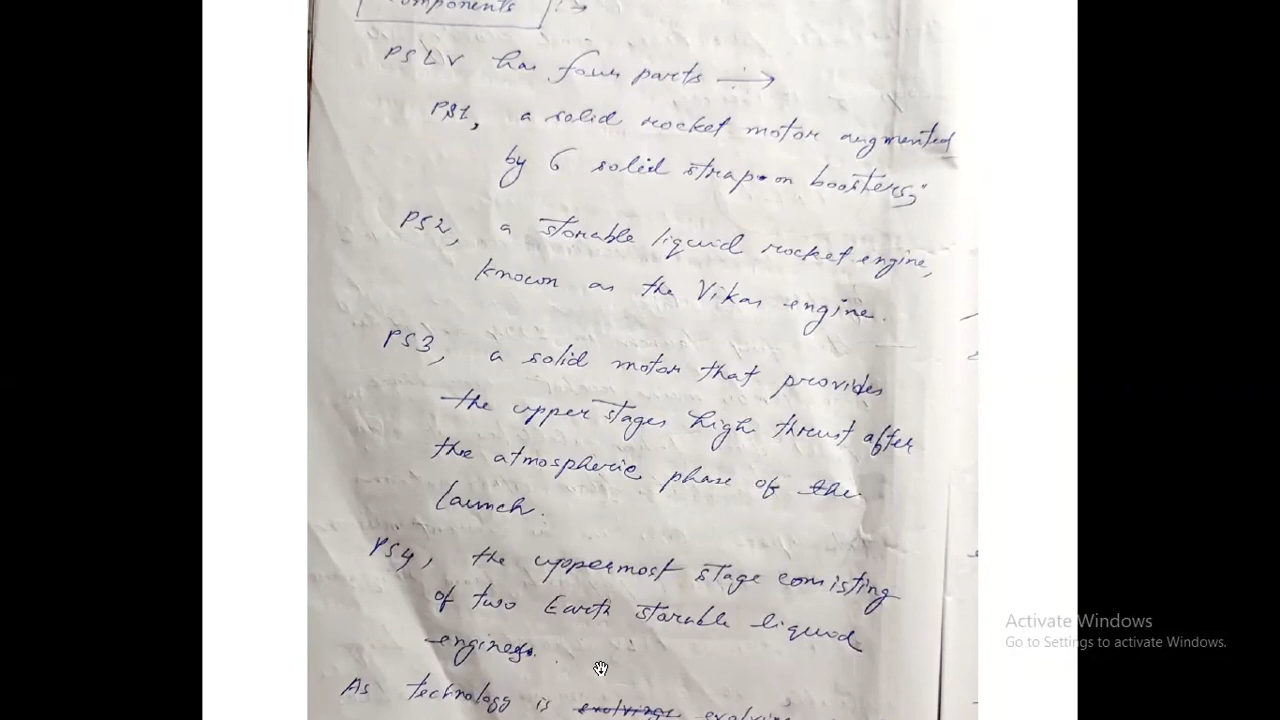 Components :→
PSLV has four parts →
PS1, a solid rocket motor augmented
by 6 solid strap-on boosters;
PS2, a storable liquid rocket engine,
known as the Vikas engine.
PS3, a solid motor that provides
the upper stages high thrust after
the atmospheric phase of the
launch.
PS4, the uppermost stage consisting
of two Earth storable liquid
engines.
As technology is evolving
Activate Windows
Go to Settings to activate Windows.